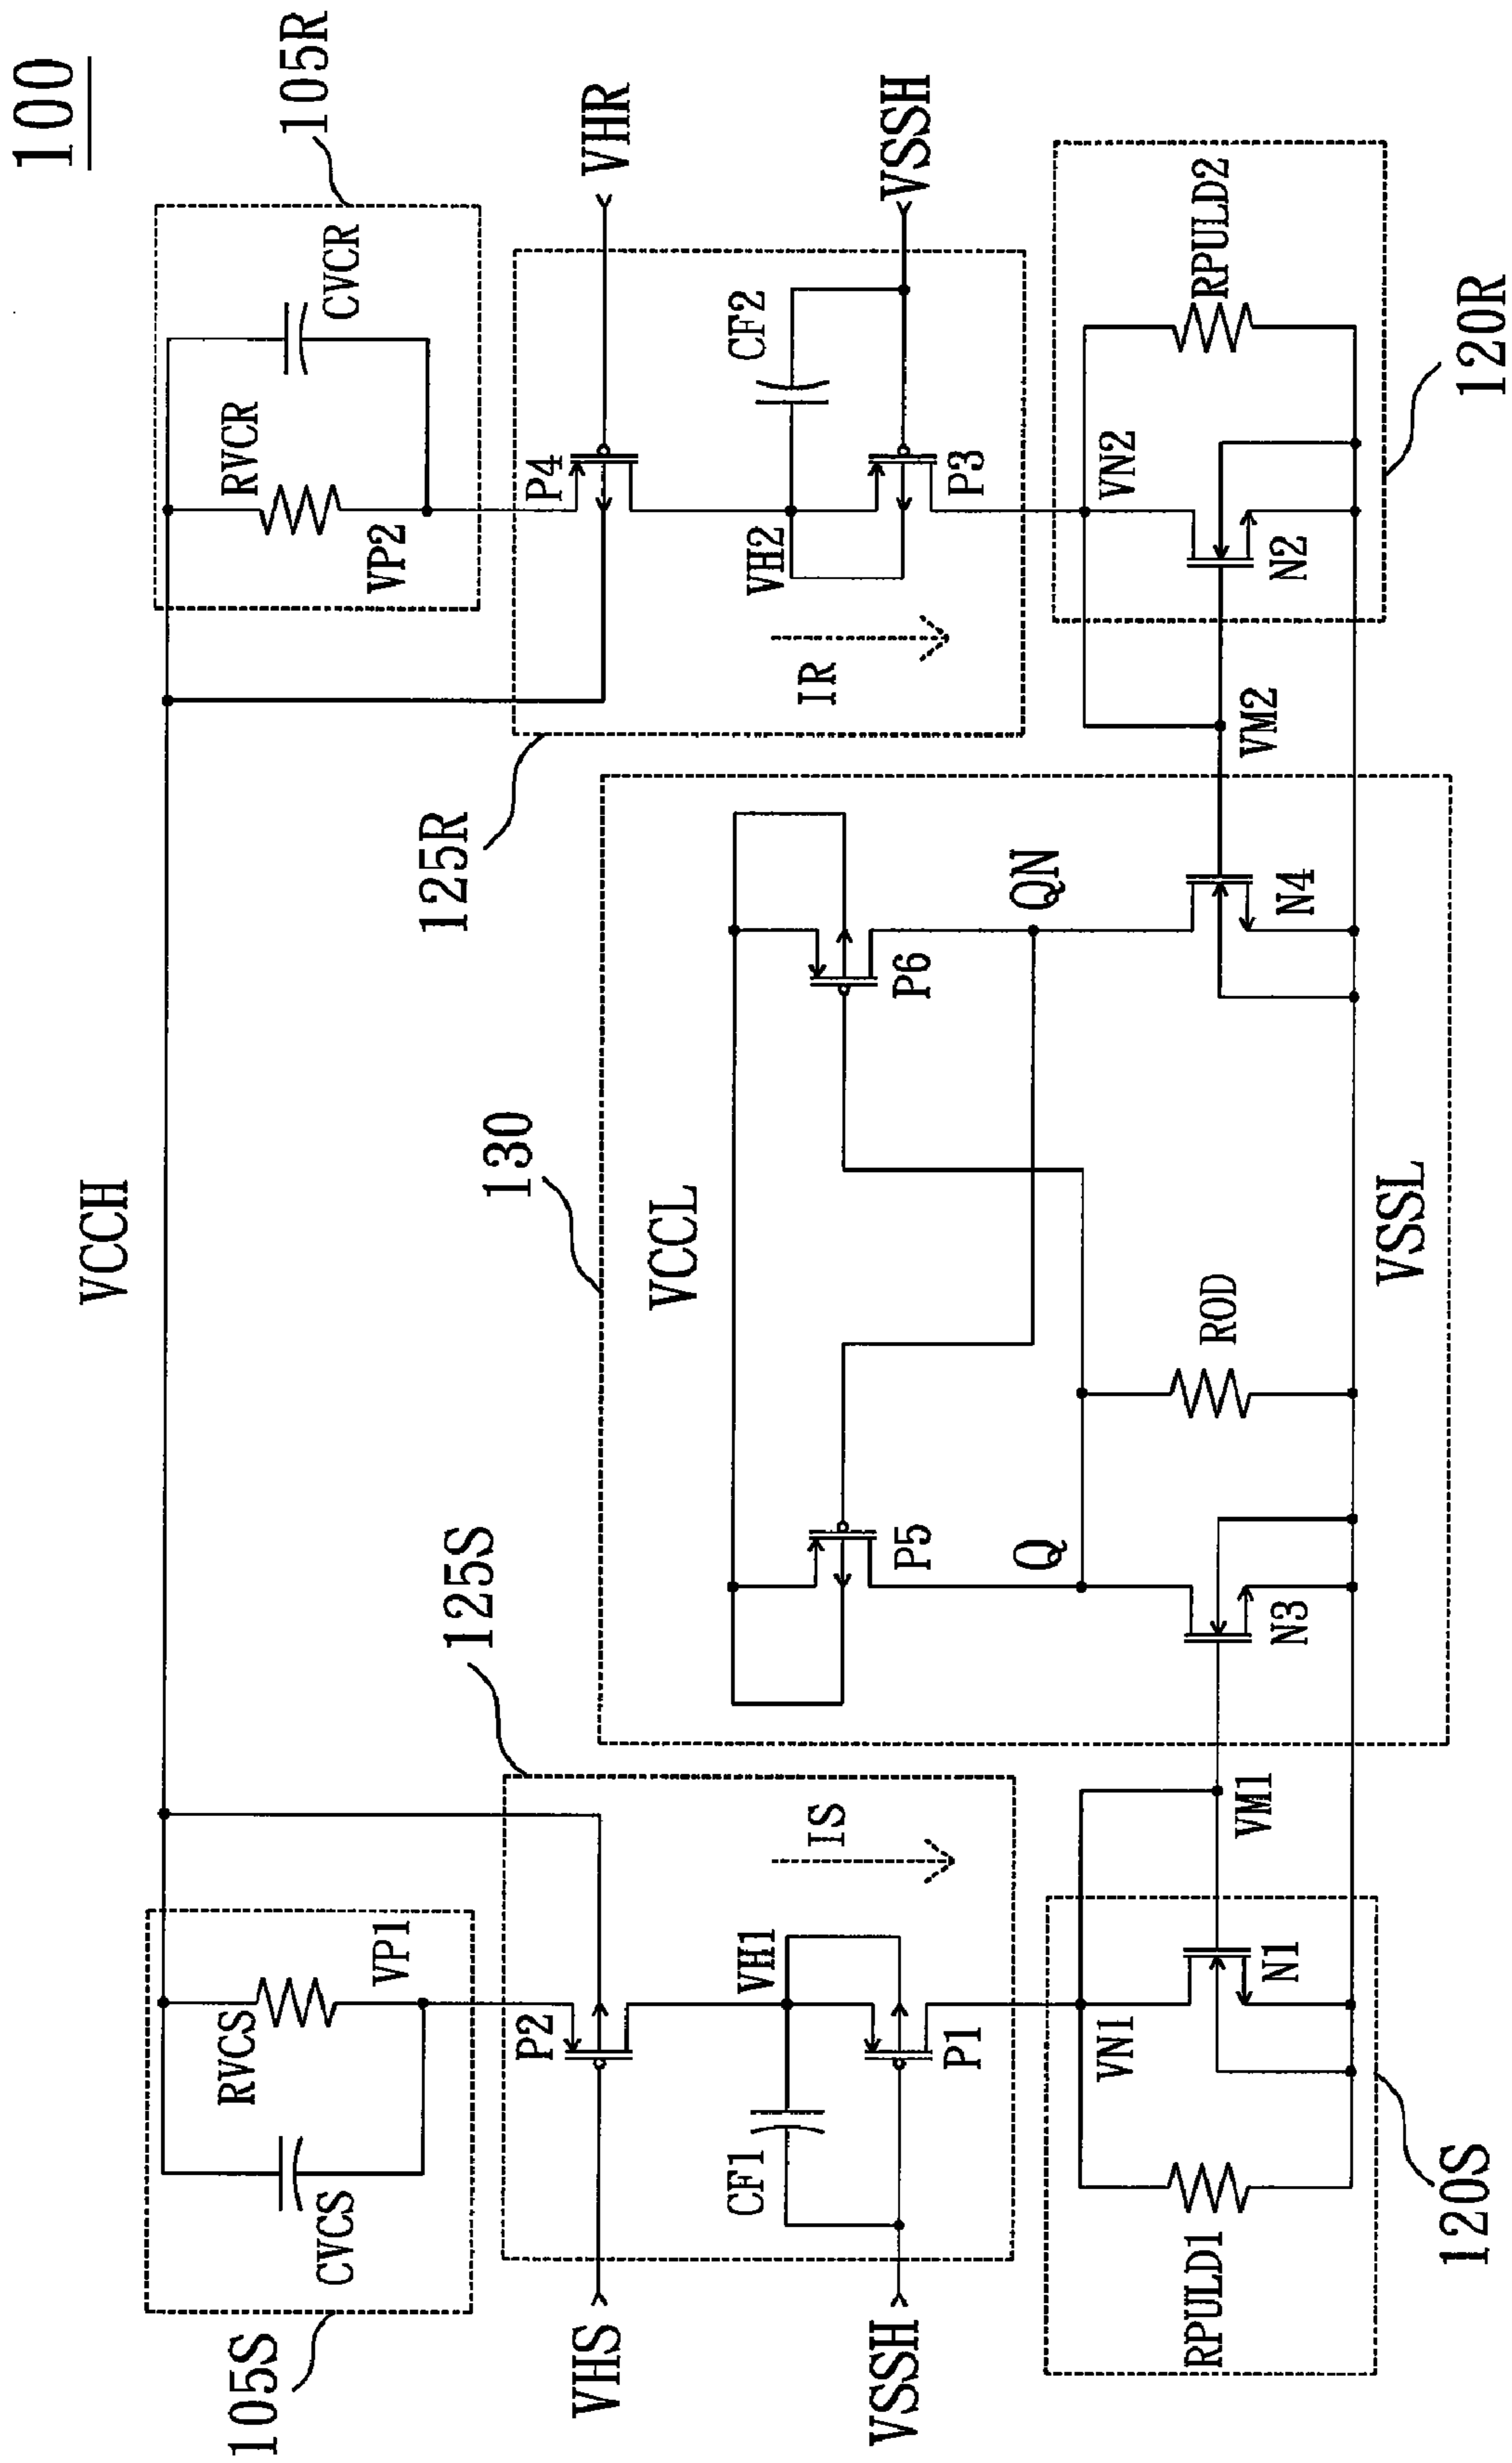 100
VCCH
105S
CVCS
RVCS
VP1
RVCR
CVCR
VP2
105R
VHS
P2
125S
IS
VH1
CF1
P1
VSSH
130
VCCL
P5
P6
Q
QN
ROD
N3
N4
VSSL
125R
P4
VHR
VH2
CF2
IR
P3
VSSH
RPULD1
VN1
N1
VM1
120S
VM2
VN2
N2
RPULD2
120R